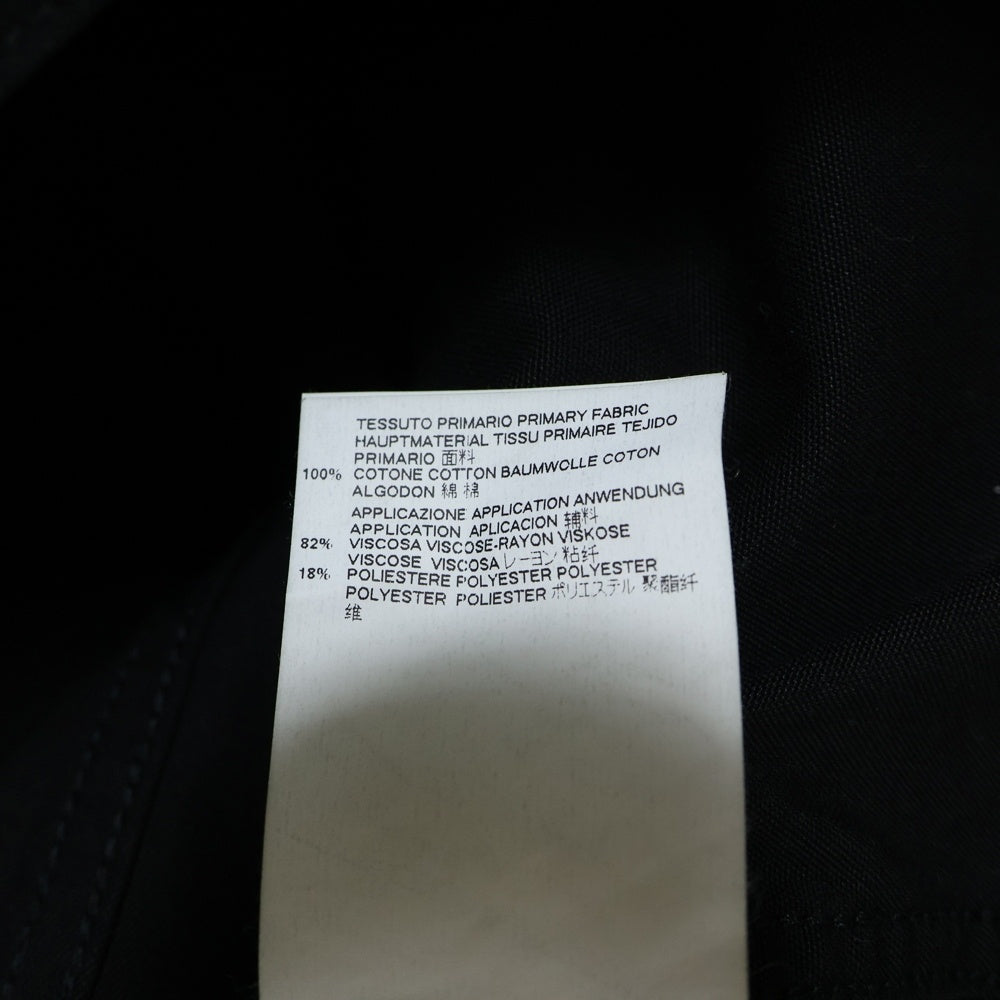 TESSUTO PRIMARIO PRIMARY FABRIC
HAUPTMATERIAL TISSU PRIMAIRE TEJIDO
PRIMARIO 面料
100% COTONE COTTON BAUMWOLLE COTON
ALGODON 綿 棉
APPLICAZIONE APPLICATION ANWENDUNG
APPLICATION APLICACION 辅料
82% VISCOSA VISCOSE-RAYON VISKOSE
VISCOSE VISCOSA レーヨン 粘纤
18% POLIESTERE POLYESTER POLYESTER
POLYESTER POLIESTER ポリエステル 聚酯纤
维